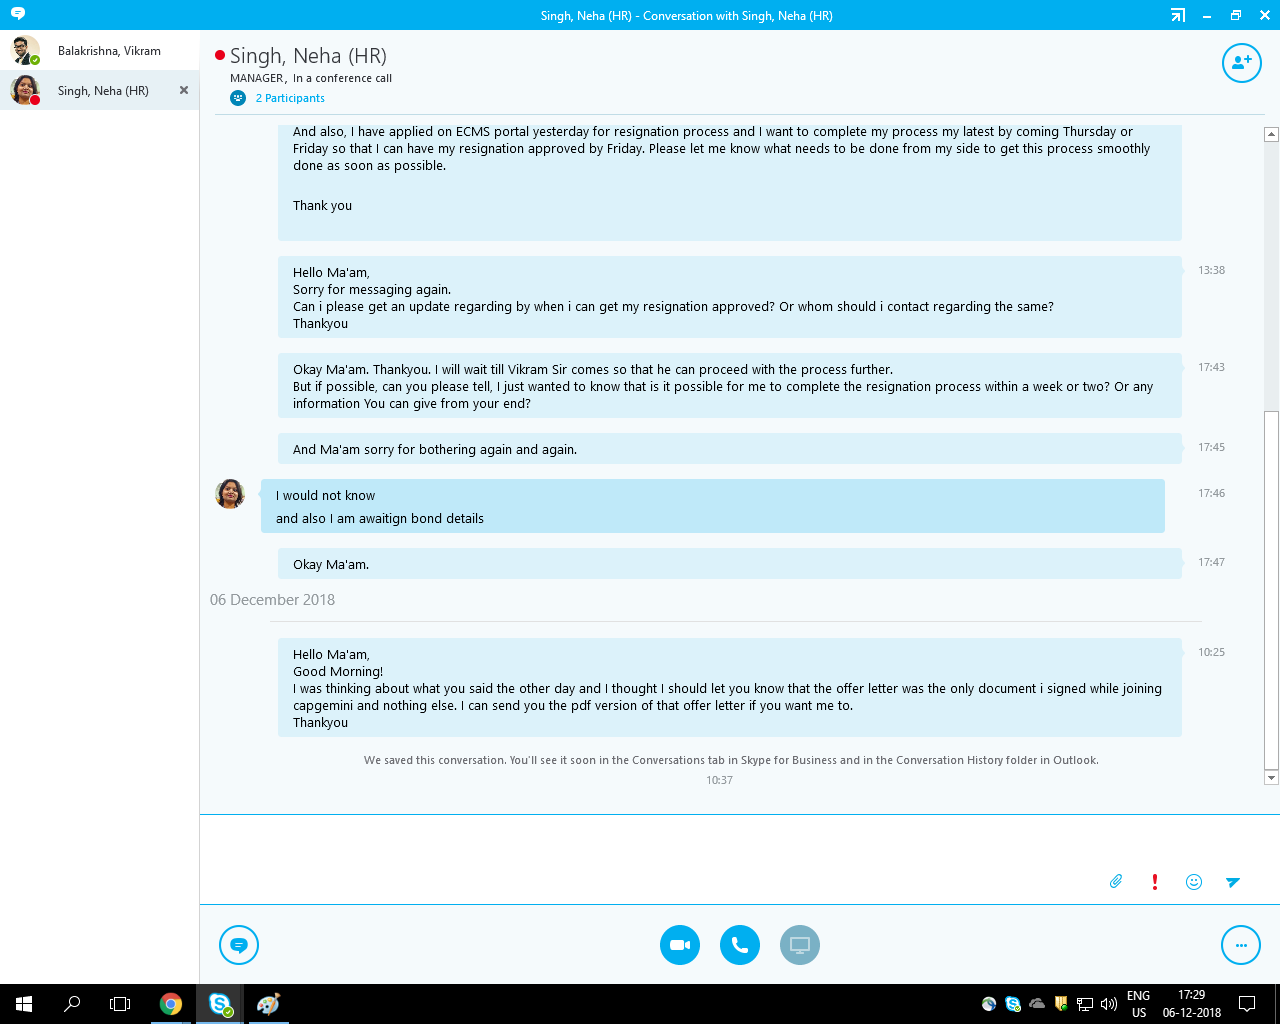 Singh, Neha (HR) - Conversation with Singh, Neha (HR)
Balakrishna, Vikram
Singh, Neha (HR)
Singh, Neha (HR)
MANAGER, In a conference call
2 Participants
And also, I have applied on ECMS portal yesterday for resignation process and I want to complete my process my latest by coming Thursday or
Friday so that I can have my resignation approved by Friday. Please let me know what needs to be done from my side to get this process smoothly
done as soon as possible.
Thank you
Hello Ma'am,
13:38
Sorry for messaging again.
Can i please get an update regarding by when i can get my resignation approved? Or whom should i contact regarding the same?
Thankyou
Okay Ma'am. Thankyou. I will wait till Vikram Sir comes so that he can proceed with the process further.
17:43
But if possible, can you please tell, I just wanted to know that is it possible for me to complete the resignation process within a week or two? Or any
information You can give from your end?
And Ma'am sorry for bothering again and again.
17:45
I would not know
17:46
and also I am awaitign bond details
Okay Ma'am.
17:47
06 December 2018
Hello Ma'am,
10:25
Good Morning!
I was thinking about what you said the other day and I thought I should let you know that the offer letter was the only document i signed while joining
capgemini and nothing else. I can send you the pdf version of that offer letter if you want me to.
Thankyou
We saved this conversation. You'll see it soon in the Conversations tab in Skype for Business and in the Conversation History folder in Outlook.
10:37
ENG
US
17:29
06-12-2018